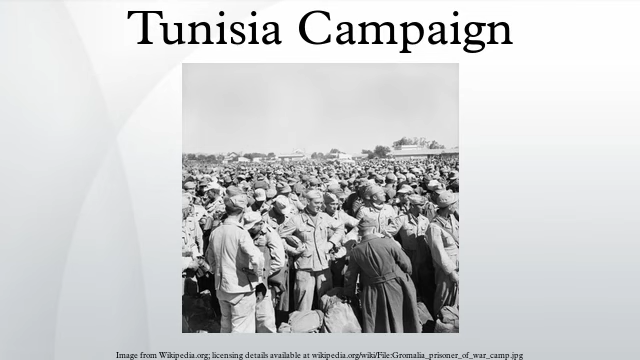 Tunisia Campaign
Image from Wikipedia.org; licensing details available at wikipedia.org/wiki/File:Gromalia_prisoner_of_war_camp.jpg